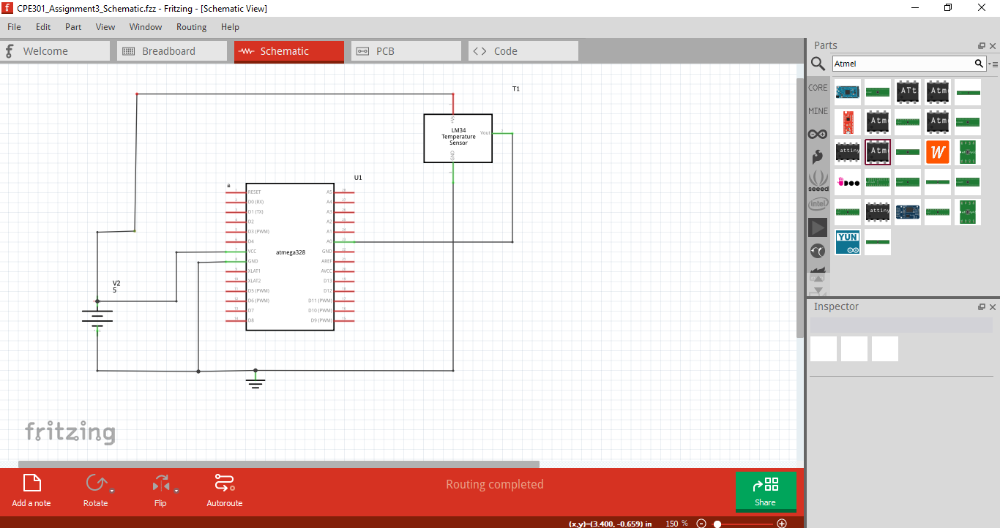 CPE301_Assignment3_Schematic.fzz - Fritzing - [Schematic View]
File Edit Part View Window Routing Help
Welcome Breadboard Schematic PCB Code
Parts
Atmel
CORE
MINE
seeed
intel
ATt
Atm
Atm
Atm
attiny
Atm
W
attiny
YUN
Inspector
T1
+Vs
LM34
Temperature
Sensor
Vout
GND
U1
RESET A5
D0 (RX) A4
D1 (TX) A3
D2 A2
D3 (PWM) A1
D4 A0
VCC GND
atmega328
GND AREF
XLAT1 AVCC
XLAT2 D13
D5 (PWM) D12
D6 (PWM) D11 (PWM)
D7 D10 (PWM)
D8 D9 (PWM)
V2
5
fritzing
Add a note Rotate Flip Autoroute
Routing completed
Share
(x,y)=(3.400, -0.659) in 150 %